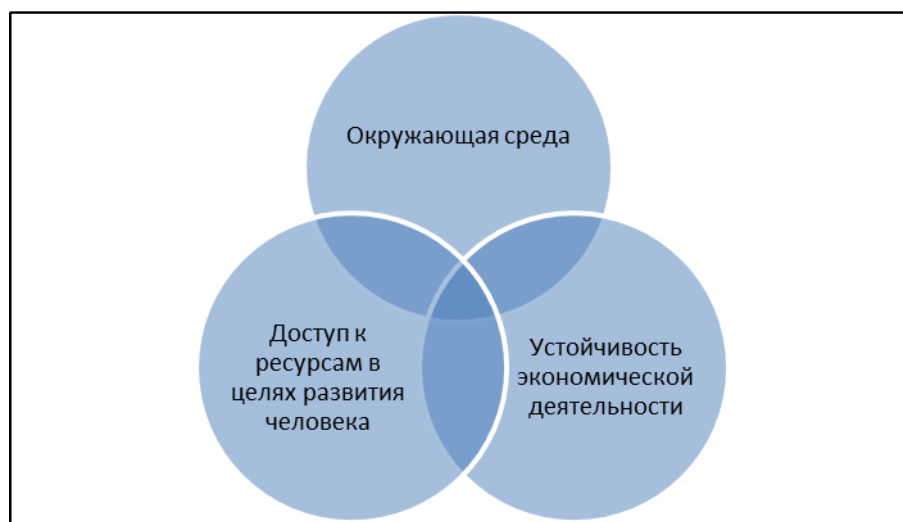 Окружающая среда
Доступ к
ресурсам в
целях развития
человека
Устойчивость
экономической
деятельности